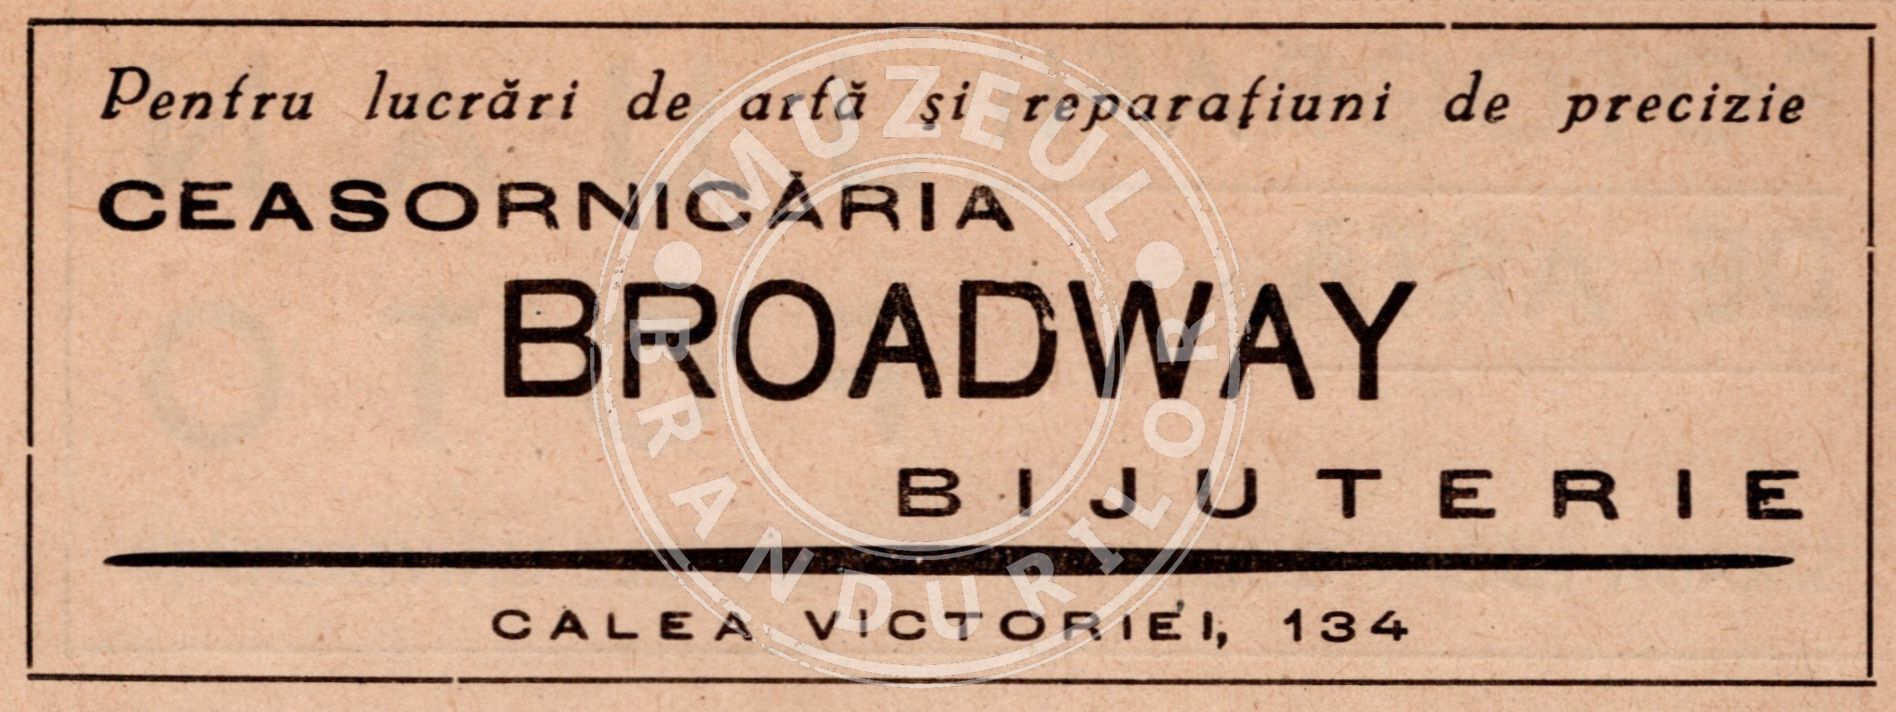 Pentru lucrări de artă și reparațiuni de precizie
CEASORNICĂRIA
BROADWAY
BIJUTERIE
CALEA VICTORIEI, 134
MUZEUL BRANDURILOR